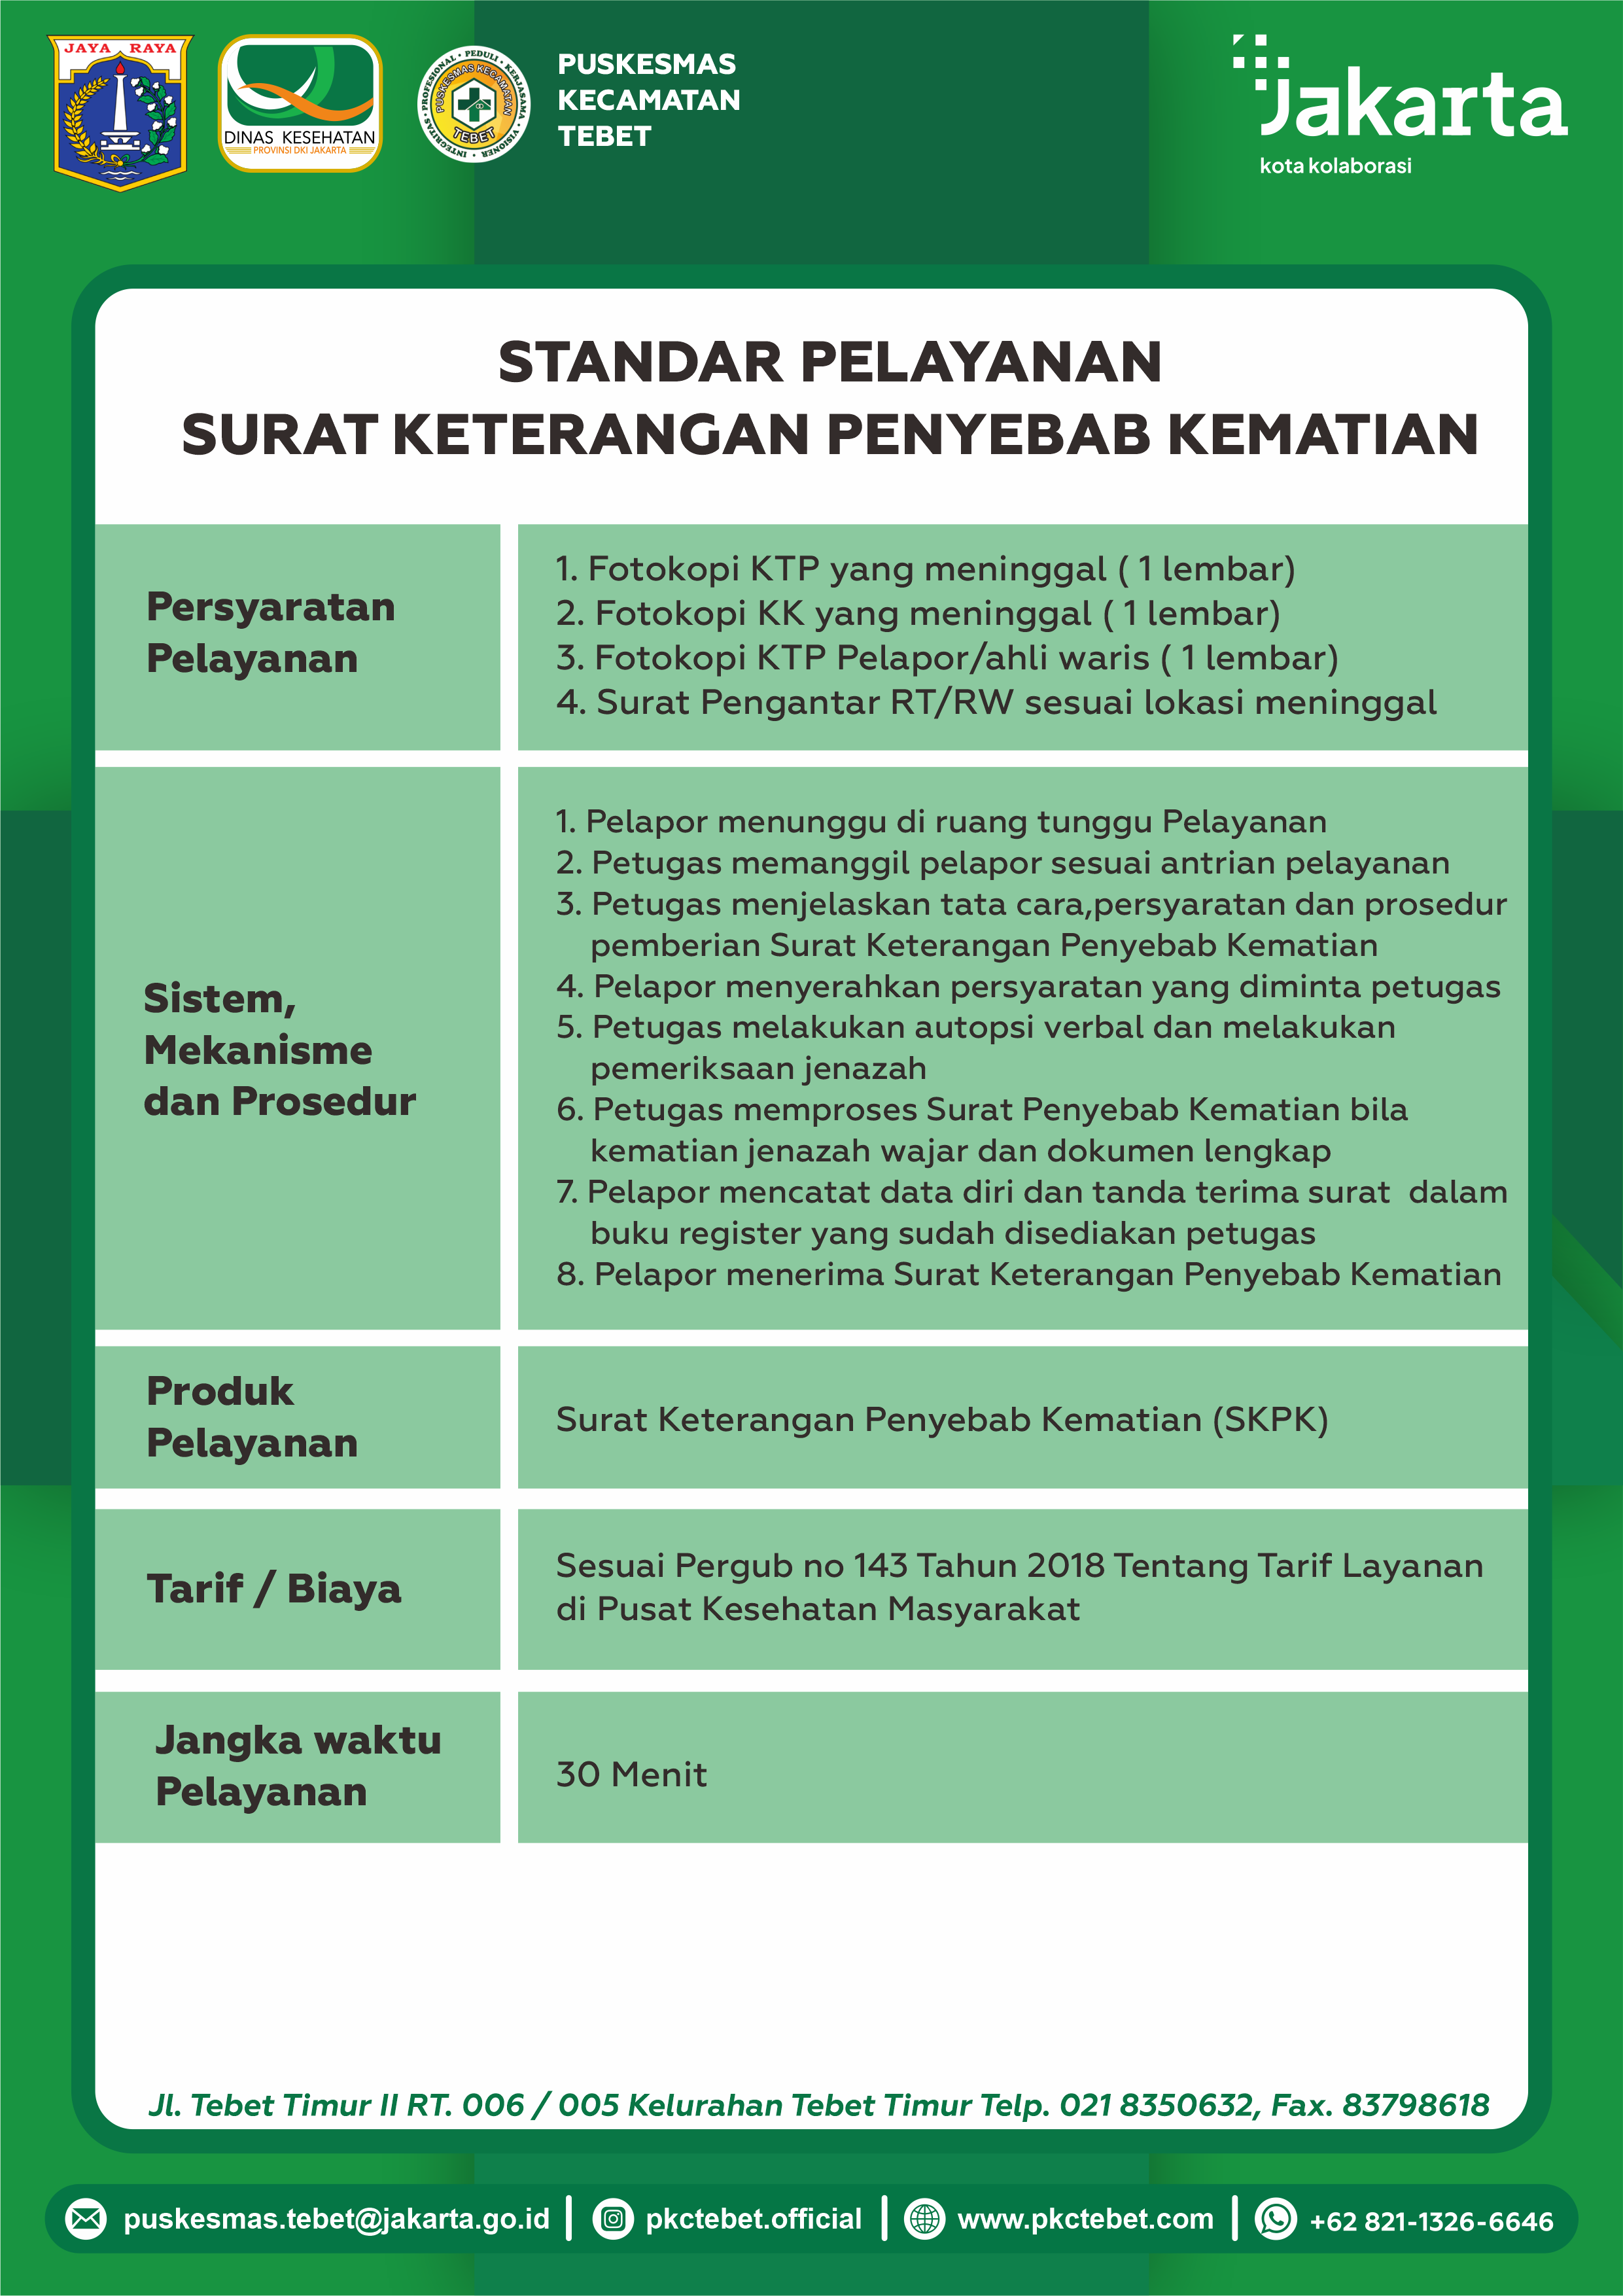 JAYA RAYA
DINAS KESEHATAN
PROVINSI DKI JAKARTA
INTEGRITAS • PROFESIONAL • PEDULI • KERJASAMA • VISIONER •
PUSKESMAS KECAMATAN
TEBET
PUSKESMAS
KECAMATAN
TEBET
Jakarta
kota kolaborasi
STANDAR PELAYANAN
SURAT KETERANGAN PENYEBAB KEMATIAN
Persyaratan
Pelayanan
1. Fotokopi KTP yang meninggal ( 1 lembar)
2. Fotokopi KK yang meninggal ( 1 lembar)
3. Fotokopi KTP Pelapor/ahli waris ( 1 lembar)
4. Surat Pengantar RT/RW sesuai lokasi meninggal
Sistem,
Mekanisme
dan Prosedur
1. Pelapor menunggu di ruang tunggu Pelayanan
2. Petugas memanggil pelapor sesuai antrian pelayanan
3. Petugas menjelaskan tata cara,persyaratan dan prosedur
pemberian Surat Keterangan Penyebab Kematian
4. Pelapor menyerahkan persyaratan yang diminta petugas
5. Petugas melakukan autopsi verbal dan melakukan
pemeriksaan jenazah
6. Petugas memproses Surat Penyebab Kematian bila
kematian jenazah wajar dan dokumen lengkap
7. Pelapor mencatat data diri dan tanda terima surat  dalam
buku register yang sudah disediakan petugas
8. Pelapor menerima Surat Keterangan Penyebab Kematian
Produk
Pelayanan
Surat Keterangan Penyebab Kematian (SKPK)
Tarif / Biaya
Sesuai Pergub no 143 Tahun 2018 Tentang Tarif Layanan
di Pusat Kesehatan Masyarakat
Jangka waktu
Pelayanan
30 Menit
Jl. Tebet Timur II RT. 006 / 005 Kelurahan Tebet Timur Telp. 021 8350632, Fax. 83798618
puskesmas.tebet@jakarta.go.id | pkctebet.official | www.pkctebet.com | +62 821-1326-6646